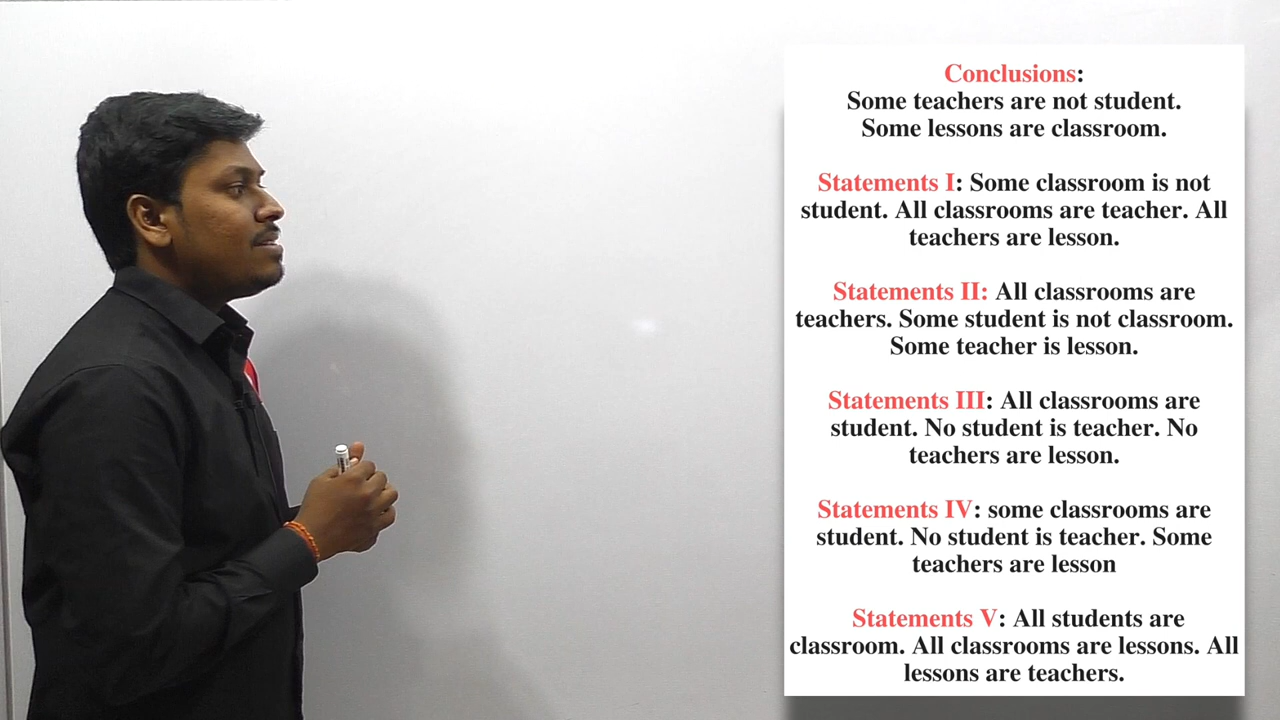 Conclusions:
Some teachers are not student.
Some lessons are classroom.
Statements I: Some classroom is not
student. All classrooms are teacher. All
teachers are lesson.
Statements II: All classrooms are
teachers. Some student is not classroom.
Some teacher is lesson.
Statements III: All classrooms are
student. No student is teacher. No
teachers are lesson.
Statements IV: some classrooms are
student. No student is teacher. Some
teachers are lesson
Statements V: All students are
classroom. All classrooms are lessons. All
lessons are teachers.